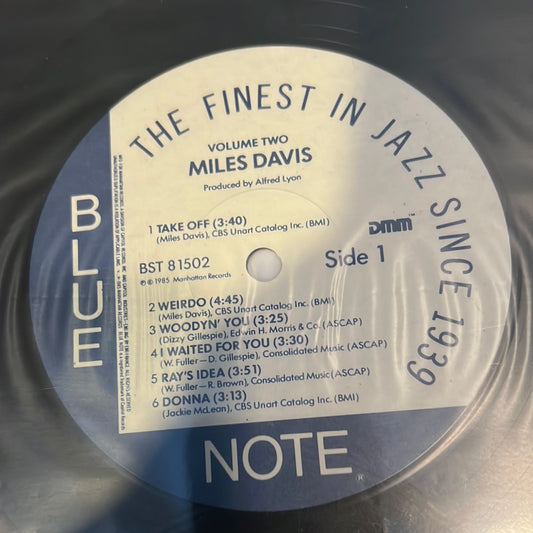 THE FINEST IN JAZZ SINCE 1939
VOLUME TWO
MILES DAVIS
Produced by Alfred Lyon
1 TAKE OFF (3:40)
(Miles Davis), CBS Unart Catalog Inc. (BMI)
DMM
BST 81502
Side 1
℗ © 1985 Manhattan Records
2 WEIRDO (4:45)
(Miles Davis), CBS Unart Catalog Inc. (BMI)
3 WOODYN' YOU (3:25)
(Dizzy Gillespie), Edwin H. Morris & Co. (ASCAP)
4 I WAITED FOR YOU (3:30)
(W. Fuller—D. Gillespie), Consolidated Music (ASCAP)
5 RAY'S IDEA (3:51)
(W. Fuller—R. Brown), Consolidated Music (ASCAP)
6 DONNA (3:13)
(Jackie McLean), CBS Unart Catalog Inc. (BMI)
BLUE
NOTE®